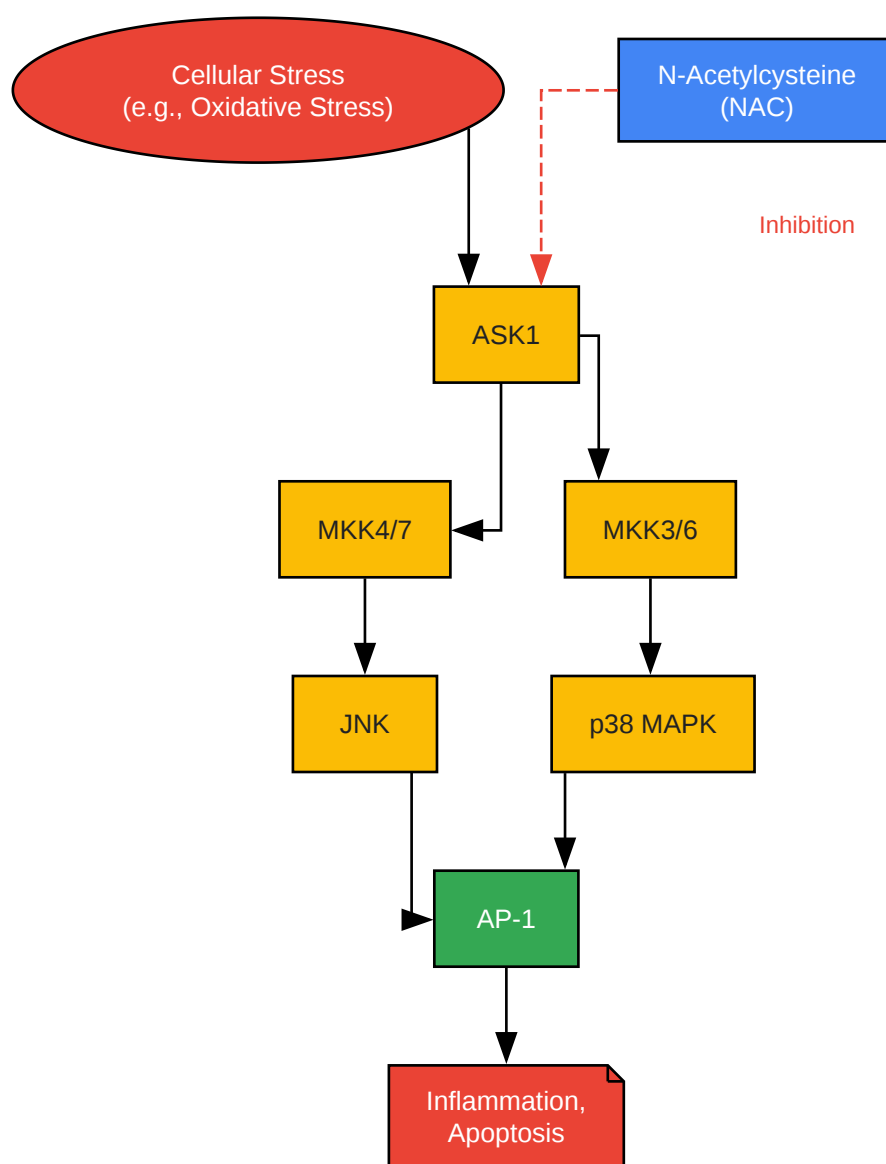 Cellular Stress
(e.g., Oxidative Stress)
N-Acetylcysteine
(NAC)
Inhibition
ASK1
MKK4/7
MKK3/6
JNK
p38 MAPK
AP-1
Inflammation,
Apoptosis